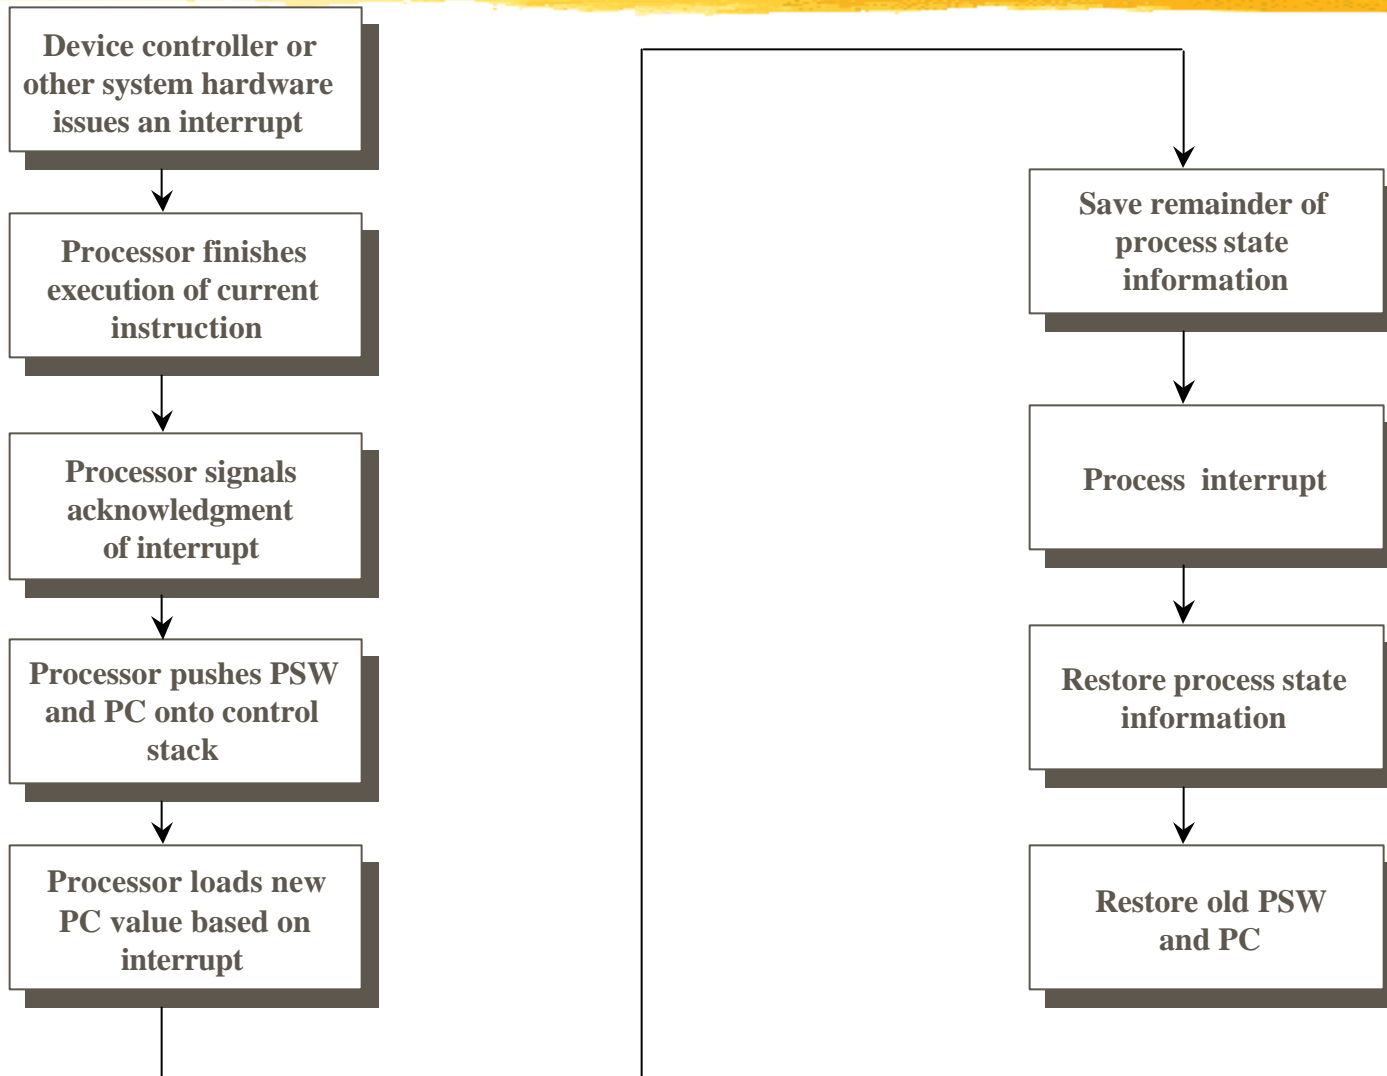 Device controller or
other system hardware
issues an interrupt
Processor finishes
execution of current
instruction
Processor signals
acknowledgment
of interrupt
Processor pushes PSW
and PC onto control
stack
Processor loads new
PC value based on
interrupt
Save remainder of
process state
information
Process interrupt
Restore process state
information
Restore old PSW
and PC